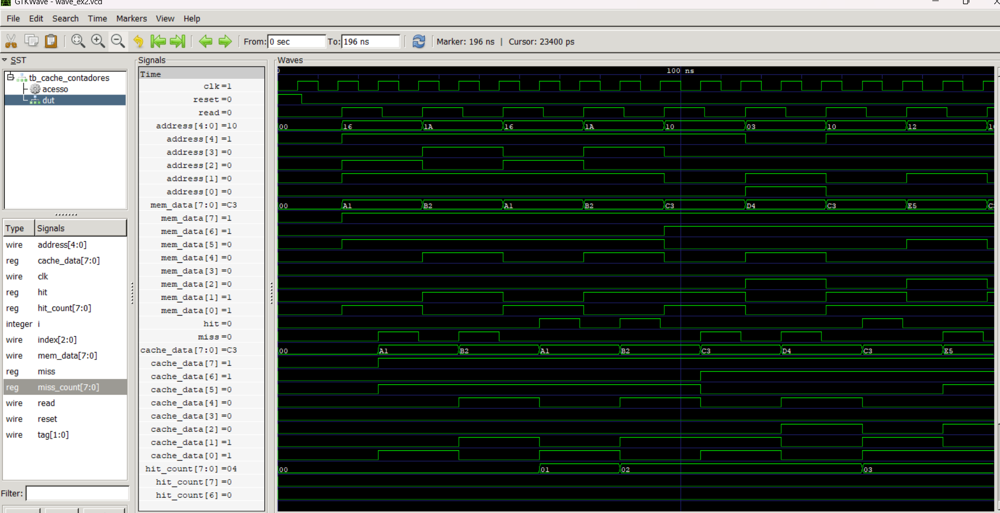 GTKWave - wave_ex2.vcd
File Edit Search Time Markers View Help
From: 0 sec To: 196 ns Marker: 196 ns | Cursor: 23400 ps
SST
tb_cache_contadores
acesso
dut
Type Signals
wire address[4:0]
reg cache_data[7:0]
wire clk
reg hit
reg hit_count[7:0]
integer i
wire index[2:0]
wire mem_data[7:0]
reg miss
reg miss_count[7:0]
wire read
wire reset
wire tag[1:0]
Filter:
Signals
Time
clk=1
reset=0
read=0
address[4:0]=10
address[4]=1
address[3]=0
address[2]=0
address[1]=0
address[0]=0
mem_data[7:0]=C3
mem_data[7]=1
mem_data[6]=1
mem_data[5]=0
mem_data[4]=0
mem_data[3]=0
mem_data[2]=0
mem_data[1]=1
mem_data[0]=1
hit=0
miss=0
cache_data[7:0]=C3
cache_data[7]=1
cache_data[6]=1
cache_data[5]=0
cache_data[4]=0
cache_data[3]=0
cache_data[2]=0
cache_data[1]=1
cache_data[0]=1
hit_count[7:0]=04
hit_count[7]=0
hit_count[6]=0
Waves
0 100 ns
00 16 1A 16 1A 10 03 10 12 10
00 A1 B2 A1 B2 C3 D4 C3 E5 C3
00 A1 B2 A1 B2 C3 D4 C3 E5
00 01 02 03